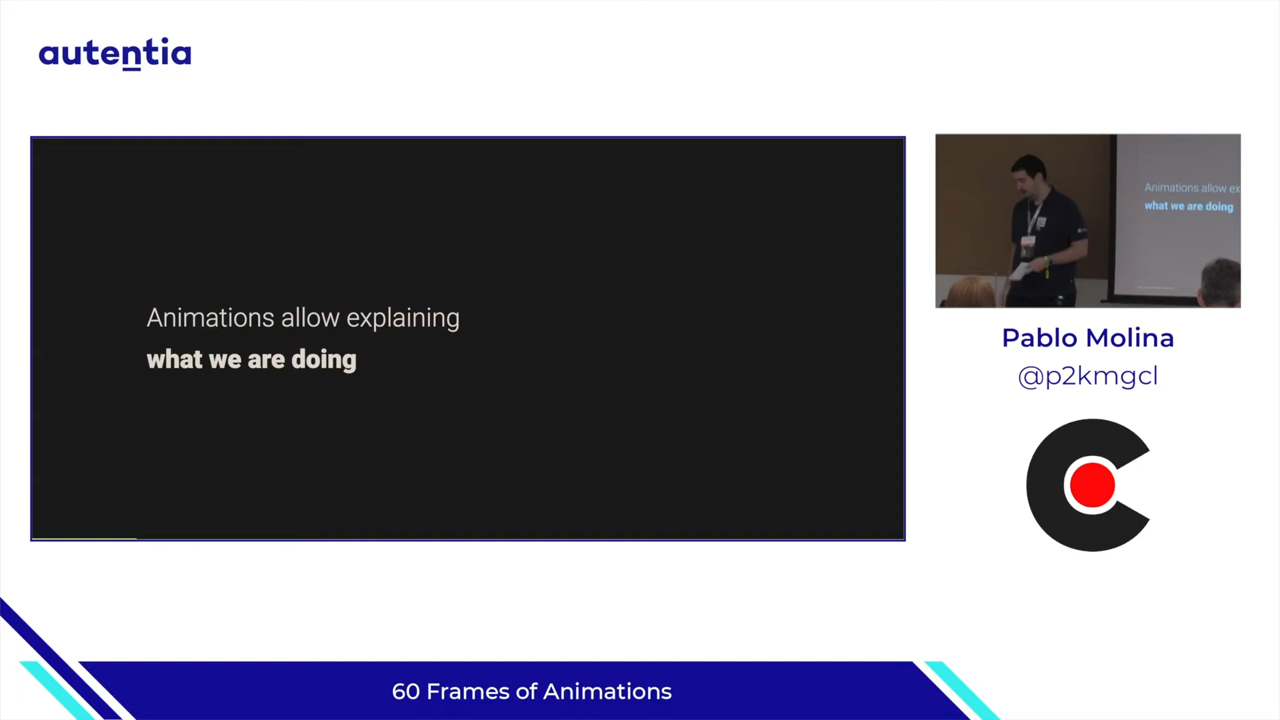 autentia
Animations allow explaining
what we are doing
Animations allow ex
what we are doing
Pablo Molina
@p2kmgcl
60 Frames of Animations